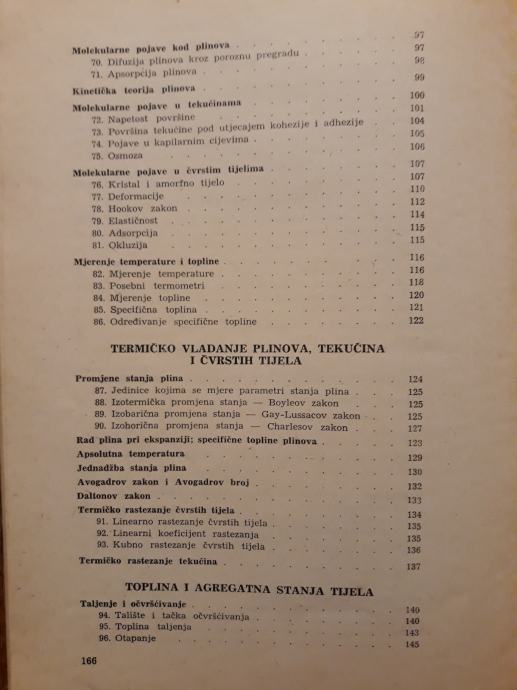 Molekularne pojave kod plinova . . . . . . . . . 97
70. Difuzija plinova kroz poroznu pregradu . . . . . 97
71. Apsorpcija plinova . . . . . . . . . 98
Kinetička teorija plinova . . . . . . . . . 99
Molekularne pojave u tekućinama . . . . . . . . 100
72. Napetost površine . . . . . . . . . 101
73. Površina tekućine pod utjecajem kohezije i adhezije . . 104
74. Pojave u kapilarnim cijevima . . . . . . . 105
75. Osmoza . . . . . . . . . . 106
Molekularne pojave u čvrstim tijelima . . . . . . . 107
76. Kristal i amorfno tijelo . . . . . . . . 107
77. Deformacije . . . . . . . . . . 110
78. Hookov zakon . . . . . . . . . . 112
79. Elastičnost . . . . . . . . . . 114
80. Adsorpcija . . . . . . . . . . 115
81. Okluzija . . . . . . . . . . 115
Mjerenje temperature i topline . . . . . . . . . 116
82. Mjerenje temperature . . . . . . . . 116
83. Posebni termometri . . . . . . . . . 118
84. Mjerenje topline . . . . . . . . . 120
85. Specifična toplina . . . . . . . . . 121
86. Određivanje specifične topline . . . . . . . 122
TERMIČKO VLADANJE PLINOVA, TEKUĆINA
I ČVRSTIH TIJELA
Promjene stanja plina . . . . . . . . . . 124
87. Jedinice kojima se mjere parametri stanja plina . . . 125
88. Izotermička promjena stanja — Boyleov zakon . . . 125
89. Izobarična promjena stanja — Gay-Lussacov zakon . . 125
90. Izohorična promjena stanja — Charlesov zakon . . . 127
Rad plina pri ekspanziji; specifične topline plinova . . . . 123
Apsolutna temperatura . . . . . . . . . . 129
Jednadžba stanja plina . . . . . . . . . . 130
Avogadrov zakon i Avogadrov broj . . . . . . . . 132
Daltonov zakon . . . . . . . . . . . 133
Termičko rastezanje čvrstih tijela . . . . . . . . 134
91. Linearno rastezanje čvrstih tijela . . . . . . 135
92. Linearni koeficijent rastezanja . . . . . . 135
93. Kubno rastezanje čvrstih tijela . . . . . . 136
Termičko rastezanje tekućina . . . . . . . . . 137
TOPLINA I AGREGATNA STANJA TIJELA
Taljenje i očvršćivanje . . . . . . . . . . 140
94. Talište i tačka očvršćivanja . . . . . . . 140
95. Toplina taljenja . . . . . . . . . 143
96. Otapanje . . . . . . . . . . 145
166